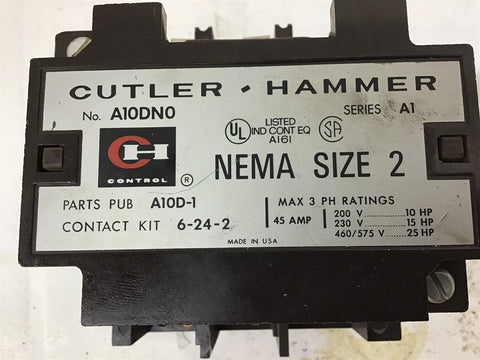 CUTLER • HAMMER
No. A10DN0 SERIES A1
UL LISTED IND CONT EQ A161 SA
CH CONTROL ®
NEMA SIZE 2
PARTS PUB A10D-1
CONTACT KIT 6-24-2
45 AMP
MAX 3 PH RATINGS
200 V......10 HP
230 V......15 HP
460/575 V......25 HP
MADE IN USA